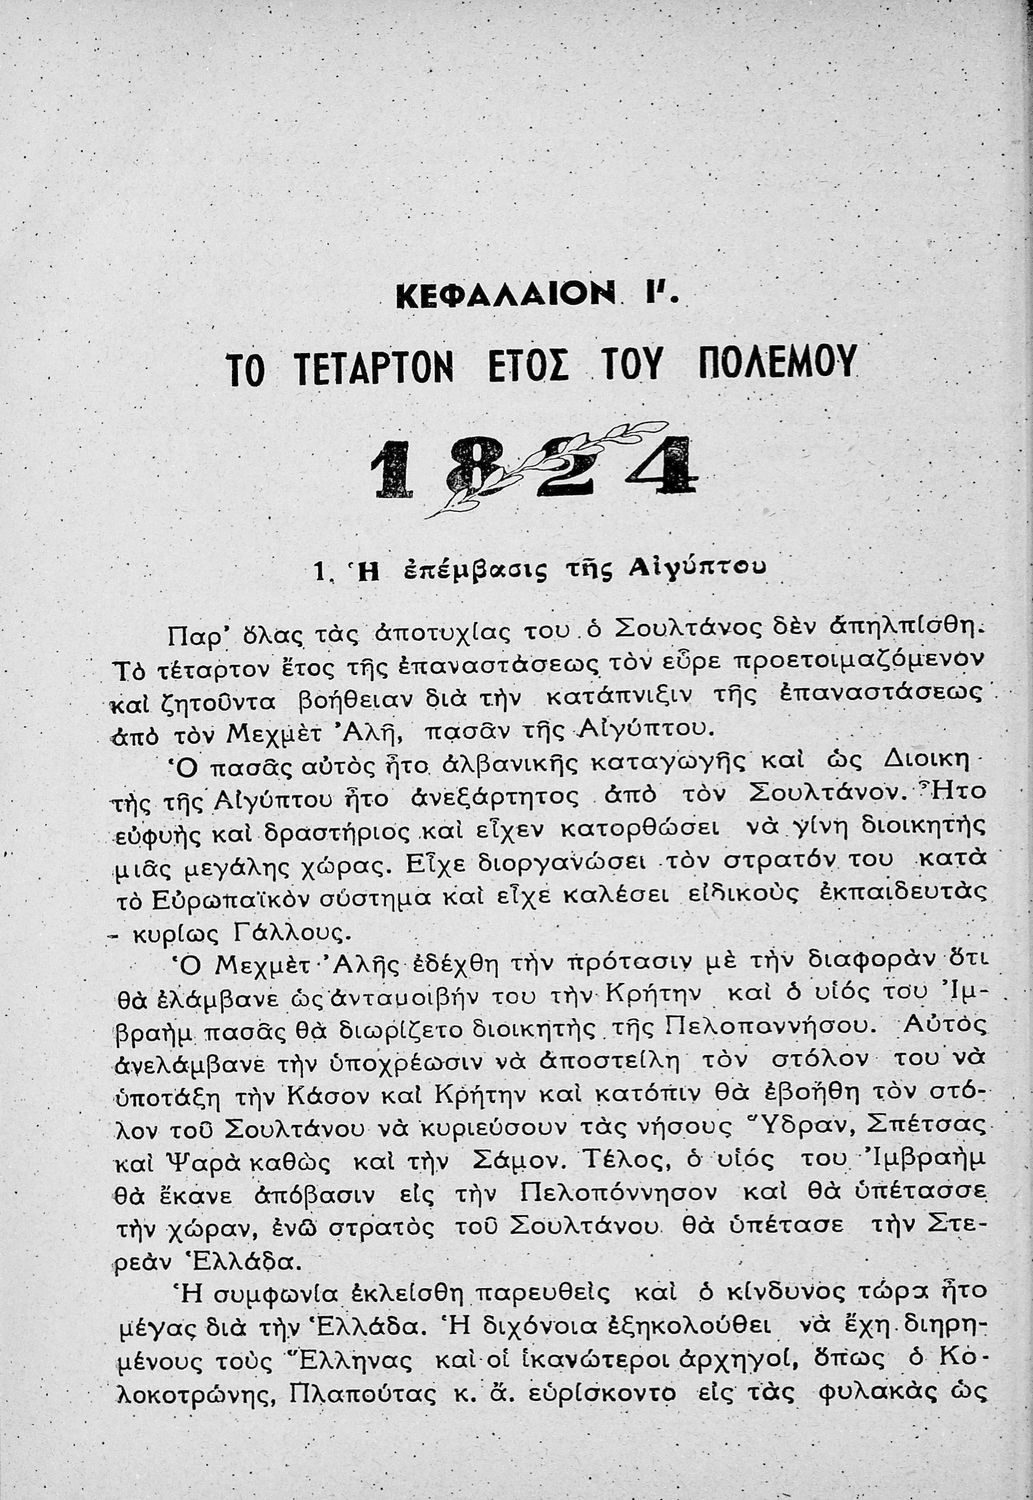 ΚΕΦΑΛΑΙΟΝ Ι'.
ΤΟ ΤΕΤΑΡΤΟΝ ΕΤΟΣ ΤΟΥ ΠΟΛΕΜΟΥ
1824
1. Ἡ ἐπέμβασις τῆς Αἰγύπτου
Παρ' ὅλας τὰς ἀποτυχίας του ὁ Σουλτάνος δὲν ἀπηλπίσθη.
Τὸ τέταρτον ἔτος τῆς ἐπαναστάσεως τὸν εὗρε προετοιμαζόμενον
καὶ ζητοῦντα βοήθειαν διὰ τὴν κατάπνιξιν τῆς ἐπαναστάσεως
ἀπὸ τὸν Μεχμὲτ Ἀλῆ, πασᾶν τῆς Αἰγύπτου.
Ὁ πασᾶς αὐτὸς ἦτο ἀλβανικῆς καταγωγῆς καὶ ὡς Διοικη-
τὴς τῆς Αἰγύπτου ἦτο ἀνεξάρτητος ἀπὸ τὸν Σουλτάνον. Ἦτο
εὐφυὴς καὶ δραστήριος καὶ εἶχεν κατορθώσει νὰ γίνη διοικητὴς
μιᾶς μεγάλης χώρας. Εἶχε διοργανώσει τὸν στρατόν του κατὰ
τὸ Εὐρωπαϊκὸν σύστημα καὶ εἶχε καλέσει εἰδικοὺς ἐκπαιδευτὰς
- κυρίως Γάλλους.
Ὁ Μεχμὲτ Ἀλῆς ἐδέχθη τὴν πρότασιν μὲ τὴν διαφορὰν ὅτι
θὰ ἐλάμβανε ὡς ἀνταμοιβήν του τὴν Κρήτην καὶ ὁ υἱός του Ἰμ-
βραὴμ πασᾶς θὰ διωρίζετο διοικητὴς τῆς Πελοποννήσου. Αὐτὸς
ἀνελάμβανε τὴν ὑποχρέωσιν νὰ ἀποστείλη τὸν στόλον του νὰ
ὑποτάξη τὴν Κάσον καὶ Κρήτην καὶ κατόπιν θὰ ἐβοήθη τὸν στό-
λον τοῦ Σουλτάνου νὰ κυριεύσουν τὰς νήσους Ὕδραν, Σπέτσας
καὶ Ψαρὰ καθὼς καὶ τὴν Σάμον. Τέλος, ὁ υἱός του Ἰμβραὴμ
θὰ ἔκανε ἀπόβασιν εἰς τὴν Πελοπόννησον καὶ θὰ ὑπέτασσε
τὴν χώραν, ἐνῶ στρατὸς τοῦ Σουλτάνου θὰ ὑπέτασε τὴν Στε-
ρεὰν Ἑλλάδα.
Ἡ συμφωνία ἐκλείσθη παρευθεὶς καὶ ὁ κίνδυνος τώρα ἦτο
μέγας διὰ τὴν Ἑλλάδα. Ἡ διχόνοια ἐξηκολούθει νὰ ἔχη διηρη-
μένους τοὺς Ἕλληνας καὶ οἱ ἱκανώτεροι ἀρχηγοί, ὅπως ὁ Κο-
λοκοτρώνης, Πλαπούτας κ. ἄ. εὑρίσκοντο εἰς τὰς φυλακὰς ὡς